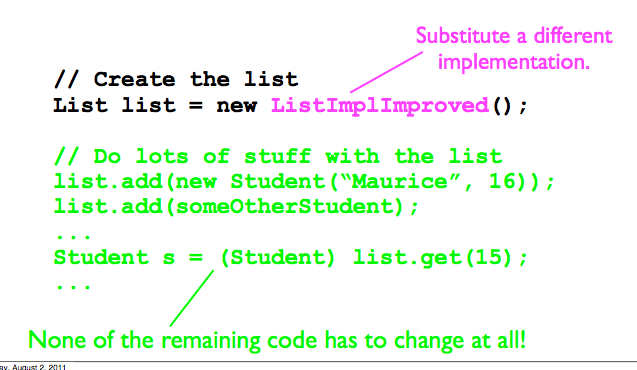 Substitute a different
implementation.
// Create the list
List list = new ListImplImproved();
// Do lots of stuff with the list
list.add(new Student(“Maurice”, 16));
list.add(someOtherStudent);
...
Student s = (Student) list.get(15);
...
None of the remaining code has to change at all!
August 2, 2011